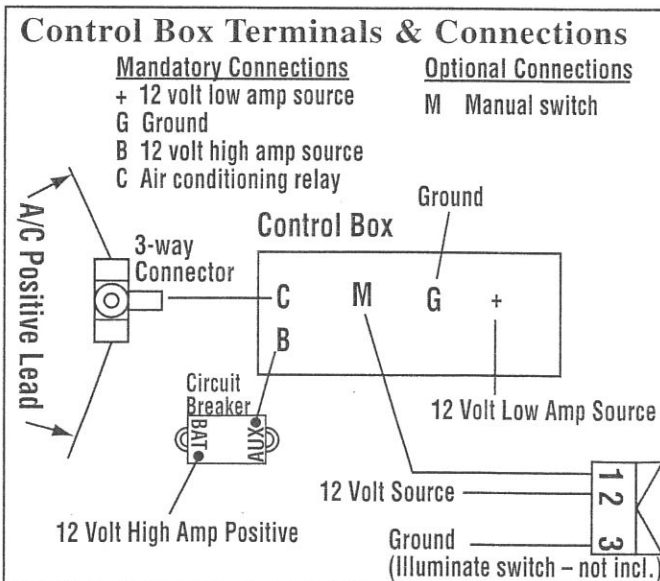 Control Box Terminals & Connections
Mandatory Connections
+ 12 volt low amp source
G Ground
B 12 volt high amp source
C Air conditioning relay
Optional Connections
M Manual switch
A/C Positive Lead
3-way
Connector
Control Box
Ground
C M G +
B
Circuit
Breaker
BAT
AUX
12 Volt Low Amp Source
12 Volt High Amp Positive
12 Volt Source
1
2
3
Ground
(Illuminate switch – not incl.)